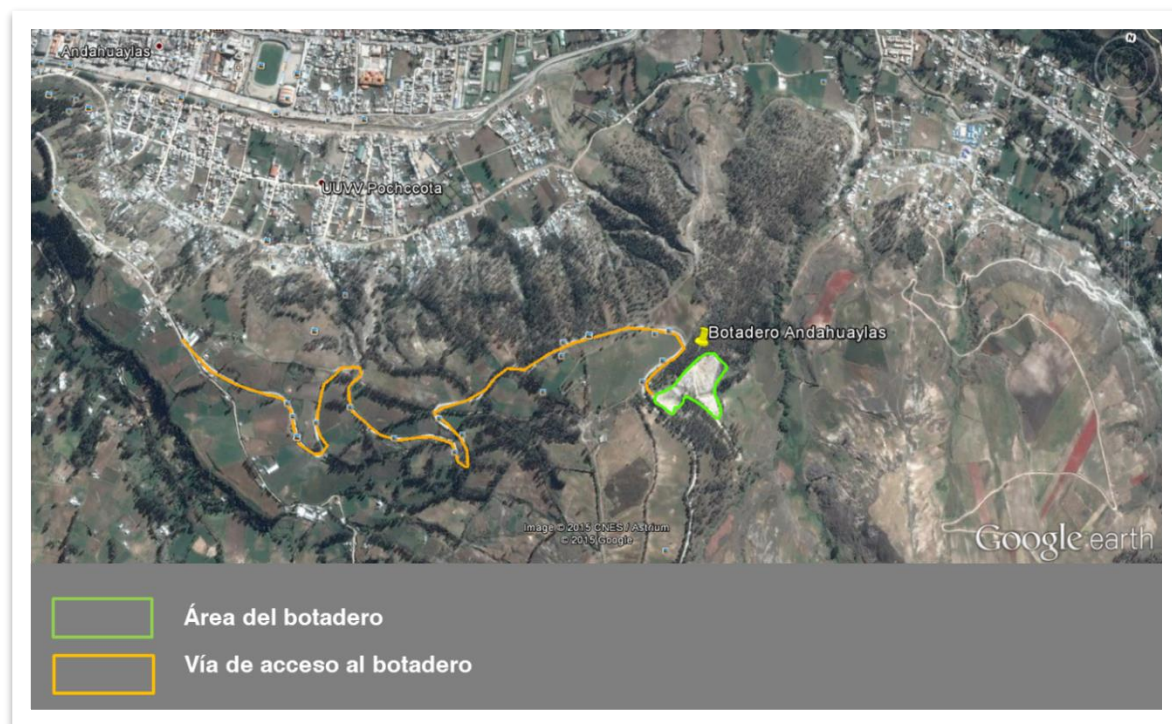 Andahuaylas
N
UUVV Pochccota
Botadero Andahuaylas
Image © 2015 CNES / Astrium
© 2015 Google
Google earth
Área del botadero
Vía de acceso al botadero